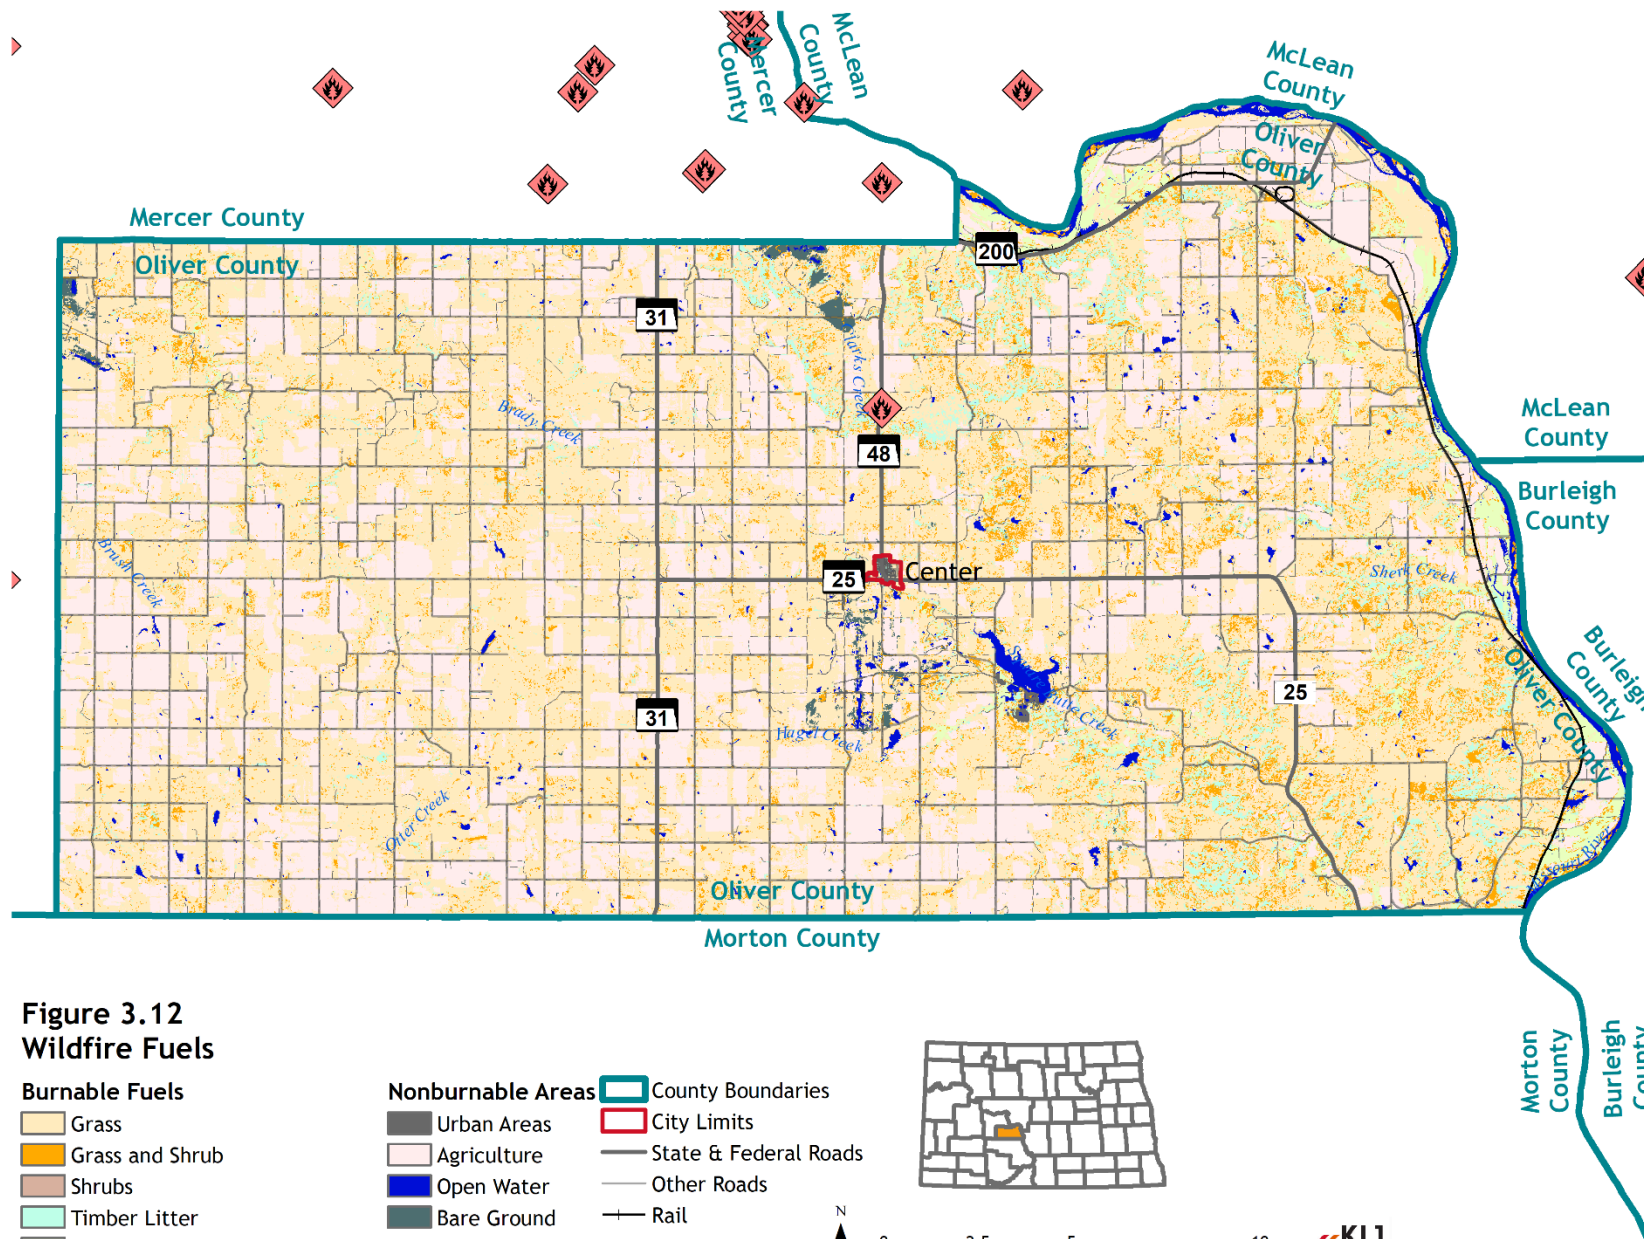 McLean
County
Mercer
County
McLean
County
Oliver
County
Mercer County
Oliver County
200
31
Clarks Creek
Brady Creek
48
McLean
County
Burleigh
County
Brush Creek
25
Center
Sherk Creek
Burleigh
County
Oliver County
25
31
Hagel Creek
Otter Creek
Oliver County
Morton County
Morton
County
Burleigh
County
Figure 3.12
Wildfire Fuels
Burnable Fuels
Grass
Grass and Shrub
Shrubs
Timber Litter
Nonburnable Areas
Urban Areas
Agriculture
Open Water
Bare Ground
County Boundaries
City Limits
State & Federal Roads
Other Roads
Rail
N